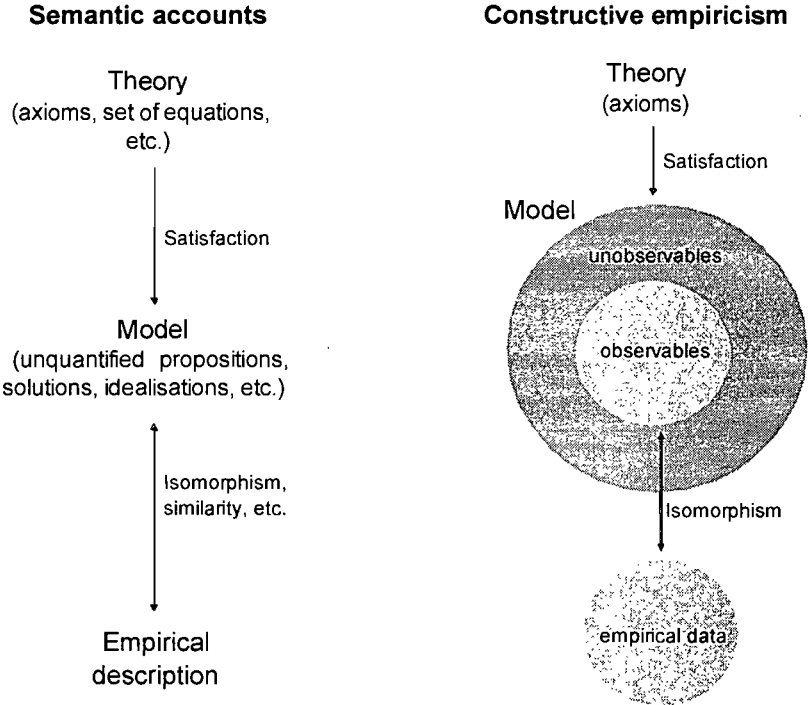 Semantic accounts
Theory
(axioms, set of equations,
etc.)
Satisfaction
Model
(unquantified propositions,
solutions, idealisations, etc.)
Isomorphism,
similarity, etc.
Empirical
description
Constructive empiricism
Theory
(axioms)
Satisfaction
Model
unobservables
observables
Isomorphism
empirical data